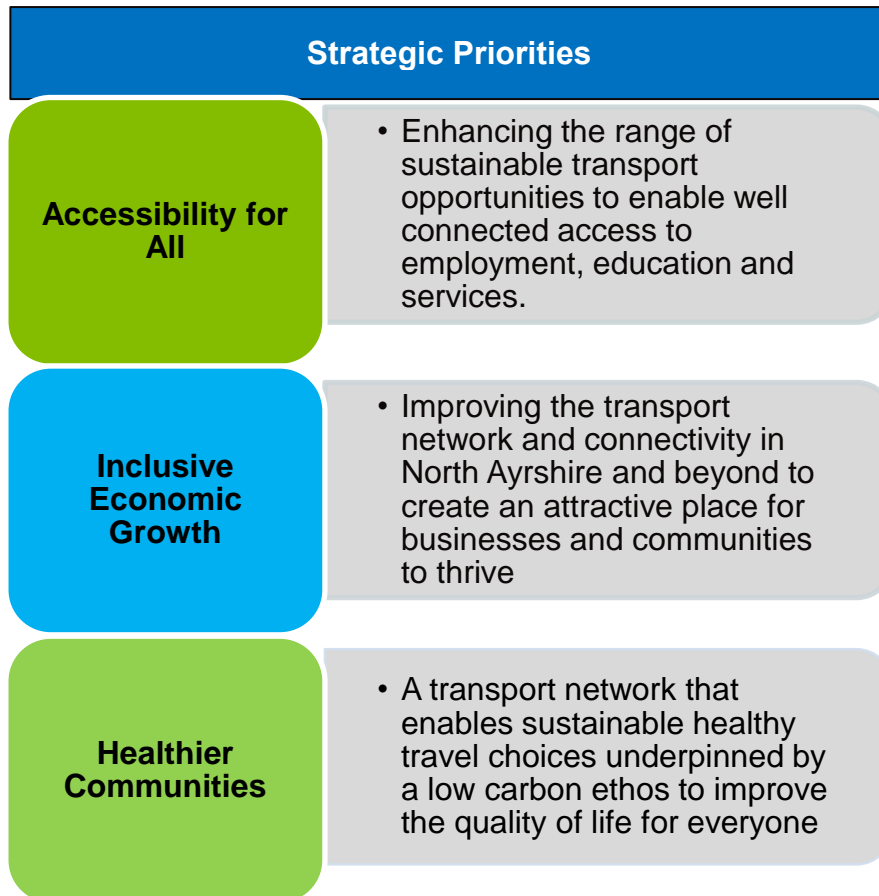 Strategic Priorities
Accessibility for
All
• Enhancing the range of
sustainable transport
opportunities to enable well
connected access to
employment, education and
services.
Inclusive
Economic
Growth
• Improving the transport
network and connectivity in
North Ayrshire and beyond to
create an attractive place for
businesses and communities
to thrive
Healthier
Communities
• A transport network that
enables sustainable healthy
travel choices underpinned by
a low carbon ethos to improve
the quality of life for everyone